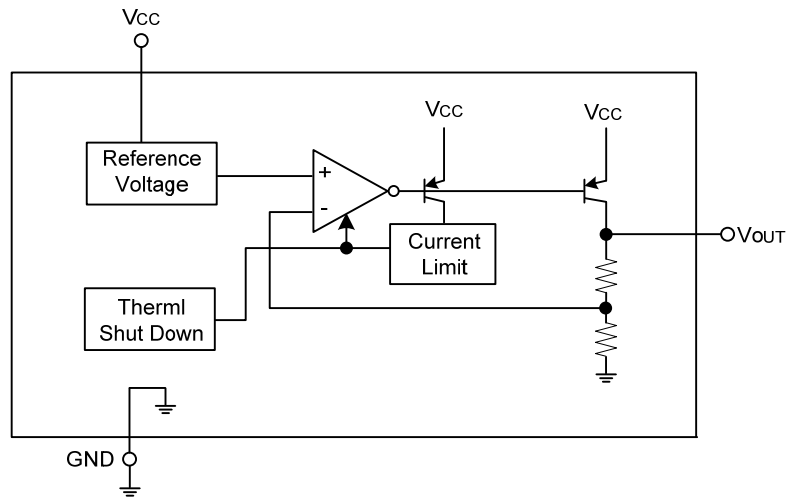 VCC
VCC
VCC
Reference
Voltage
+
-
Current
Limit
VOUT
Therml
Shut Down
GND